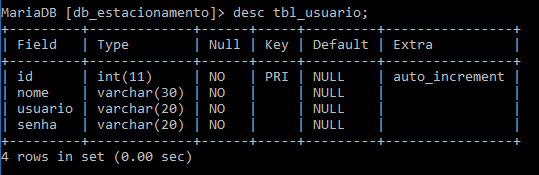 MariaDB [db_estacionamento]> desc tbl_usuario;
+---------+-------------+------+-----+---------+----------------+
| Field   | Type        | Null | Key | Default | Extra          |
+---------+-------------+------+-----+---------+----------------+
| id      | int(11)     | NO   | PRI | NULL    | auto_increment |
| nome    | varchar(30) | NO   |     | NULL    |                |
| usuario | varchar(20) | NO   |     | NULL    |                |
| senha   | varchar(20) | NO   |     | NULL    |                |
+---------+-------------+------+-----+---------+----------------+
4 rows in set (0.00 sec)